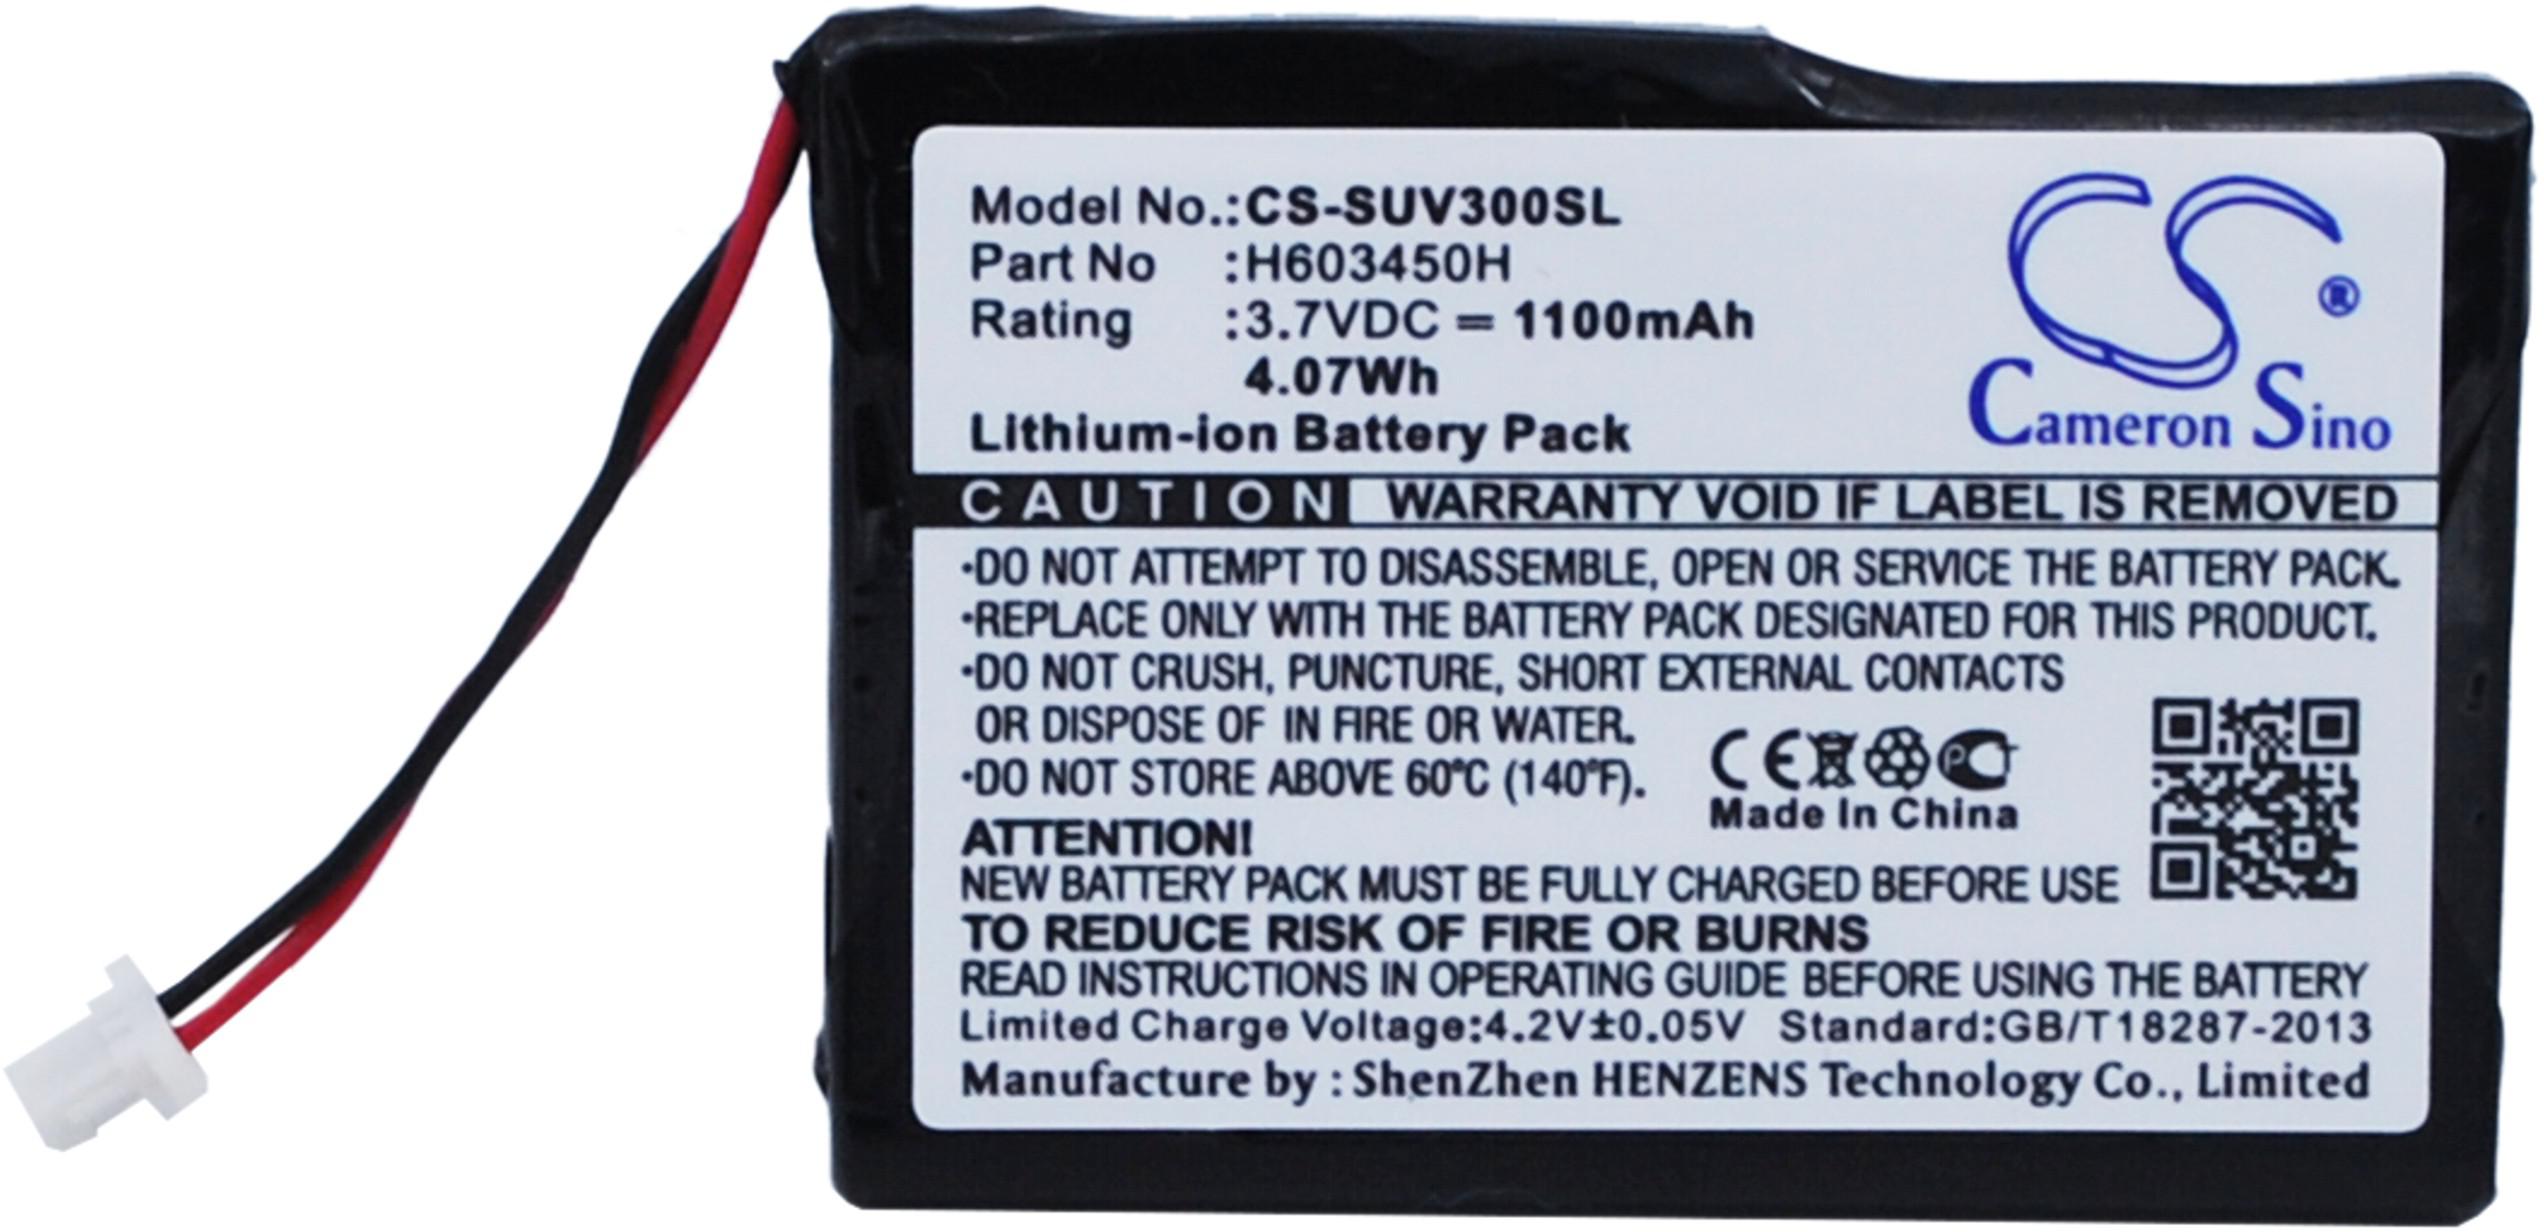 Model No.:CS-SUV300SL
Part No :H603450H
Rating :3.7VDC = 1100mAh
4.07Wh
Lithium-ion Battery Pack
CS®
Cameron Sino
CAUTION WARRANTY VOID IF LABEL IS REMOVED
•DO NOT ATTEMPT TO DISASSEMBLE, OPEN OR SERVICE THE BATTERY PACK.
•REPLACE ONLY WITH THE BATTERY PACK DESIGNATED FOR THIS PRODUCT.
•DO NOT CRUSH, PUNCTURE, SHORT EXTERNAL CONTACTS
OR DISPOSE OF IN FIRE OR WATER.
•DO NOT STORE ABOVE 60°C (140°F).
CE PC
Made In China
ATTENTION!
NEW BATTERY PACK MUST BE FULLY CHARGED BEFORE USE
TO REDUCE RISK OF FIRE OR BURNS
READ INSTRUCTIONS IN OPERATING GUIDE BEFORE USING THE BATTERY
Limited Charge Voltage:4.2V±0.05V Standard:GB/T18287-2013
Manufacture by : ShenZhen HENZENS Technology Co., Limited